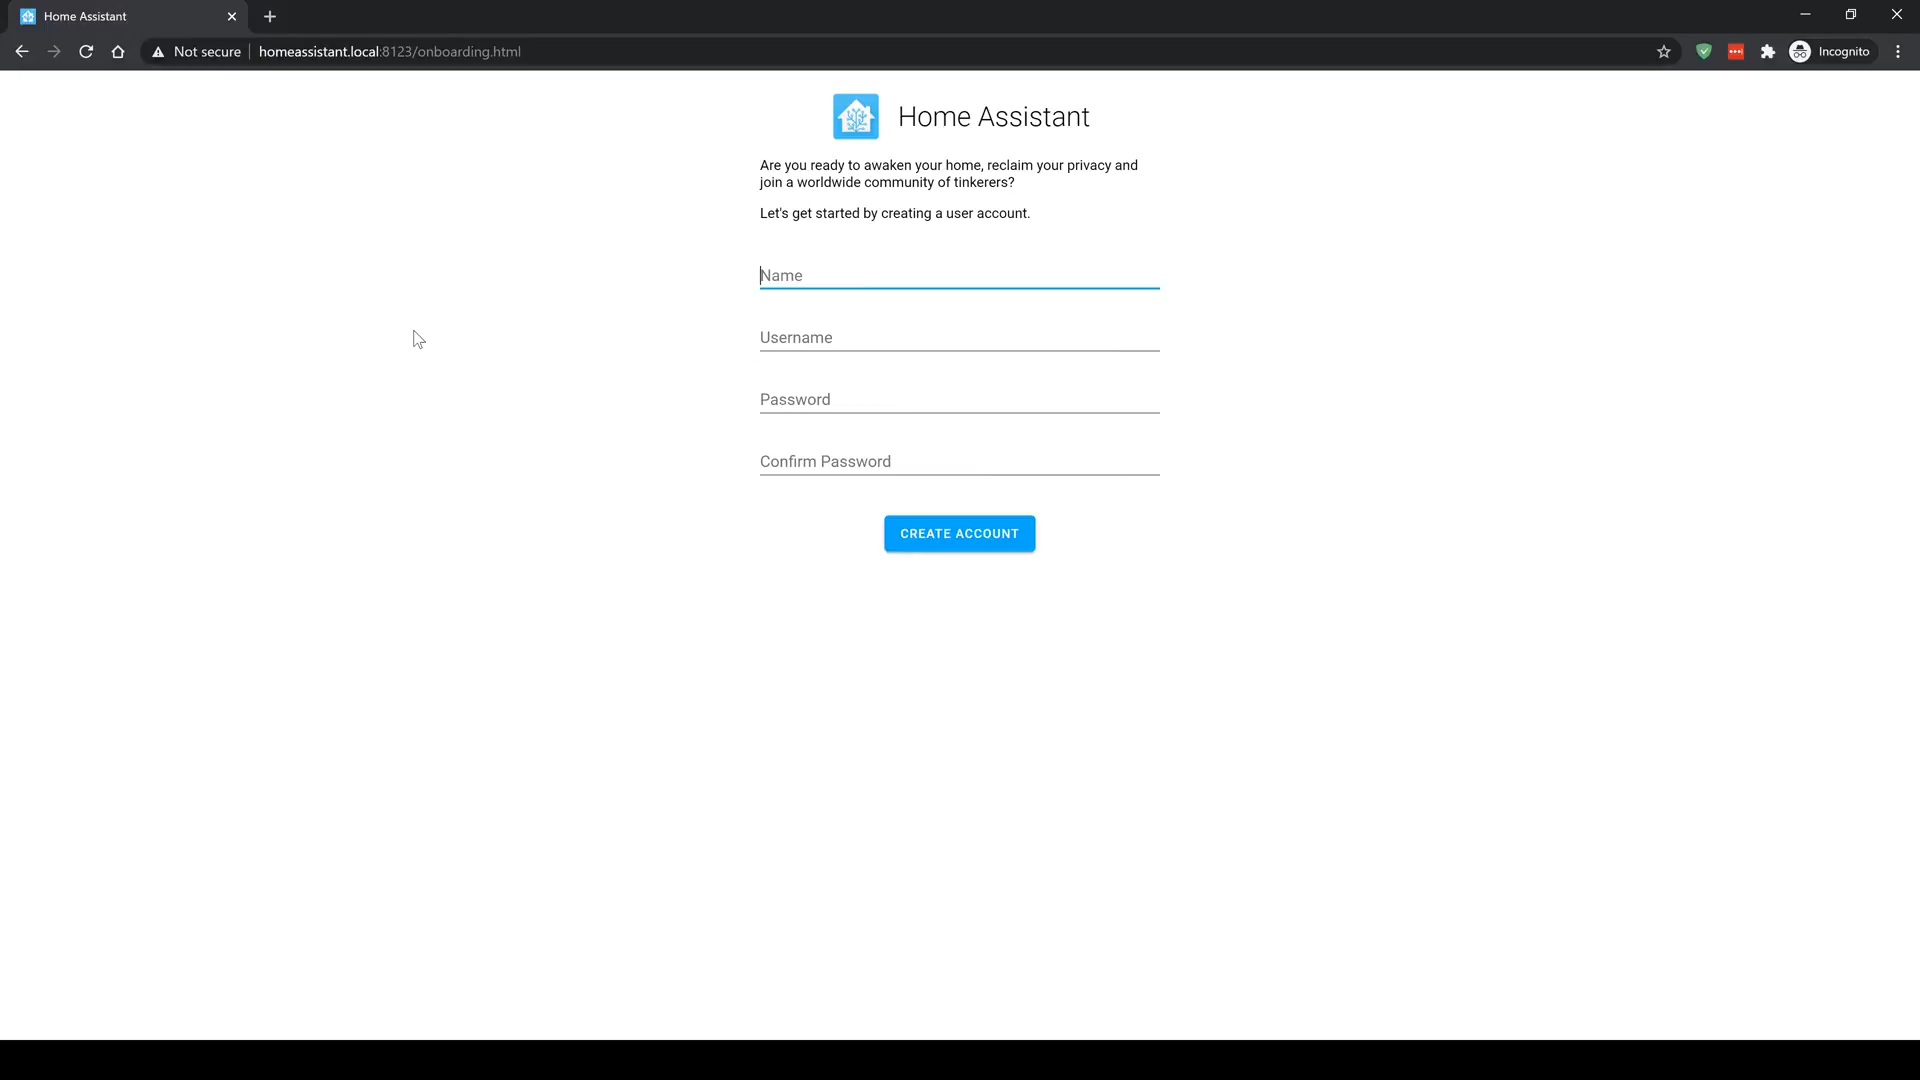 Home Assistant
Not secure
homeassistant.local:8123/onboarding.html
Incognito
Home Assistant
Are you ready to awaken your home, reclaim your privacy and
join a worldwide community of tinkerers?
Let's get started by creating a user account.
Name
Username
Password
Confirm Password
CREATE ACCOUNT